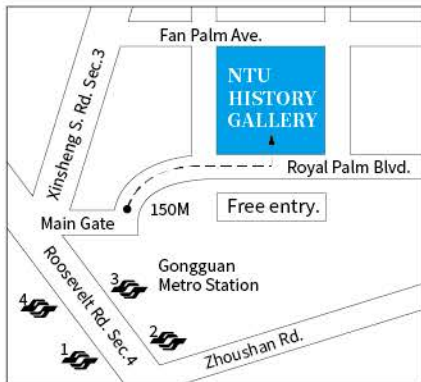 Fan Palm Ave.
Xinsheng S. Rd. Sec.3
NTU
HISTORY
GALLERY
Royal Palm Blvd.
150M
Free entry.
Main Gate
Roosevelt Rd. Sec.4
Gongguan
Metro Station
3
4
2
1
Zhoushan Rd.